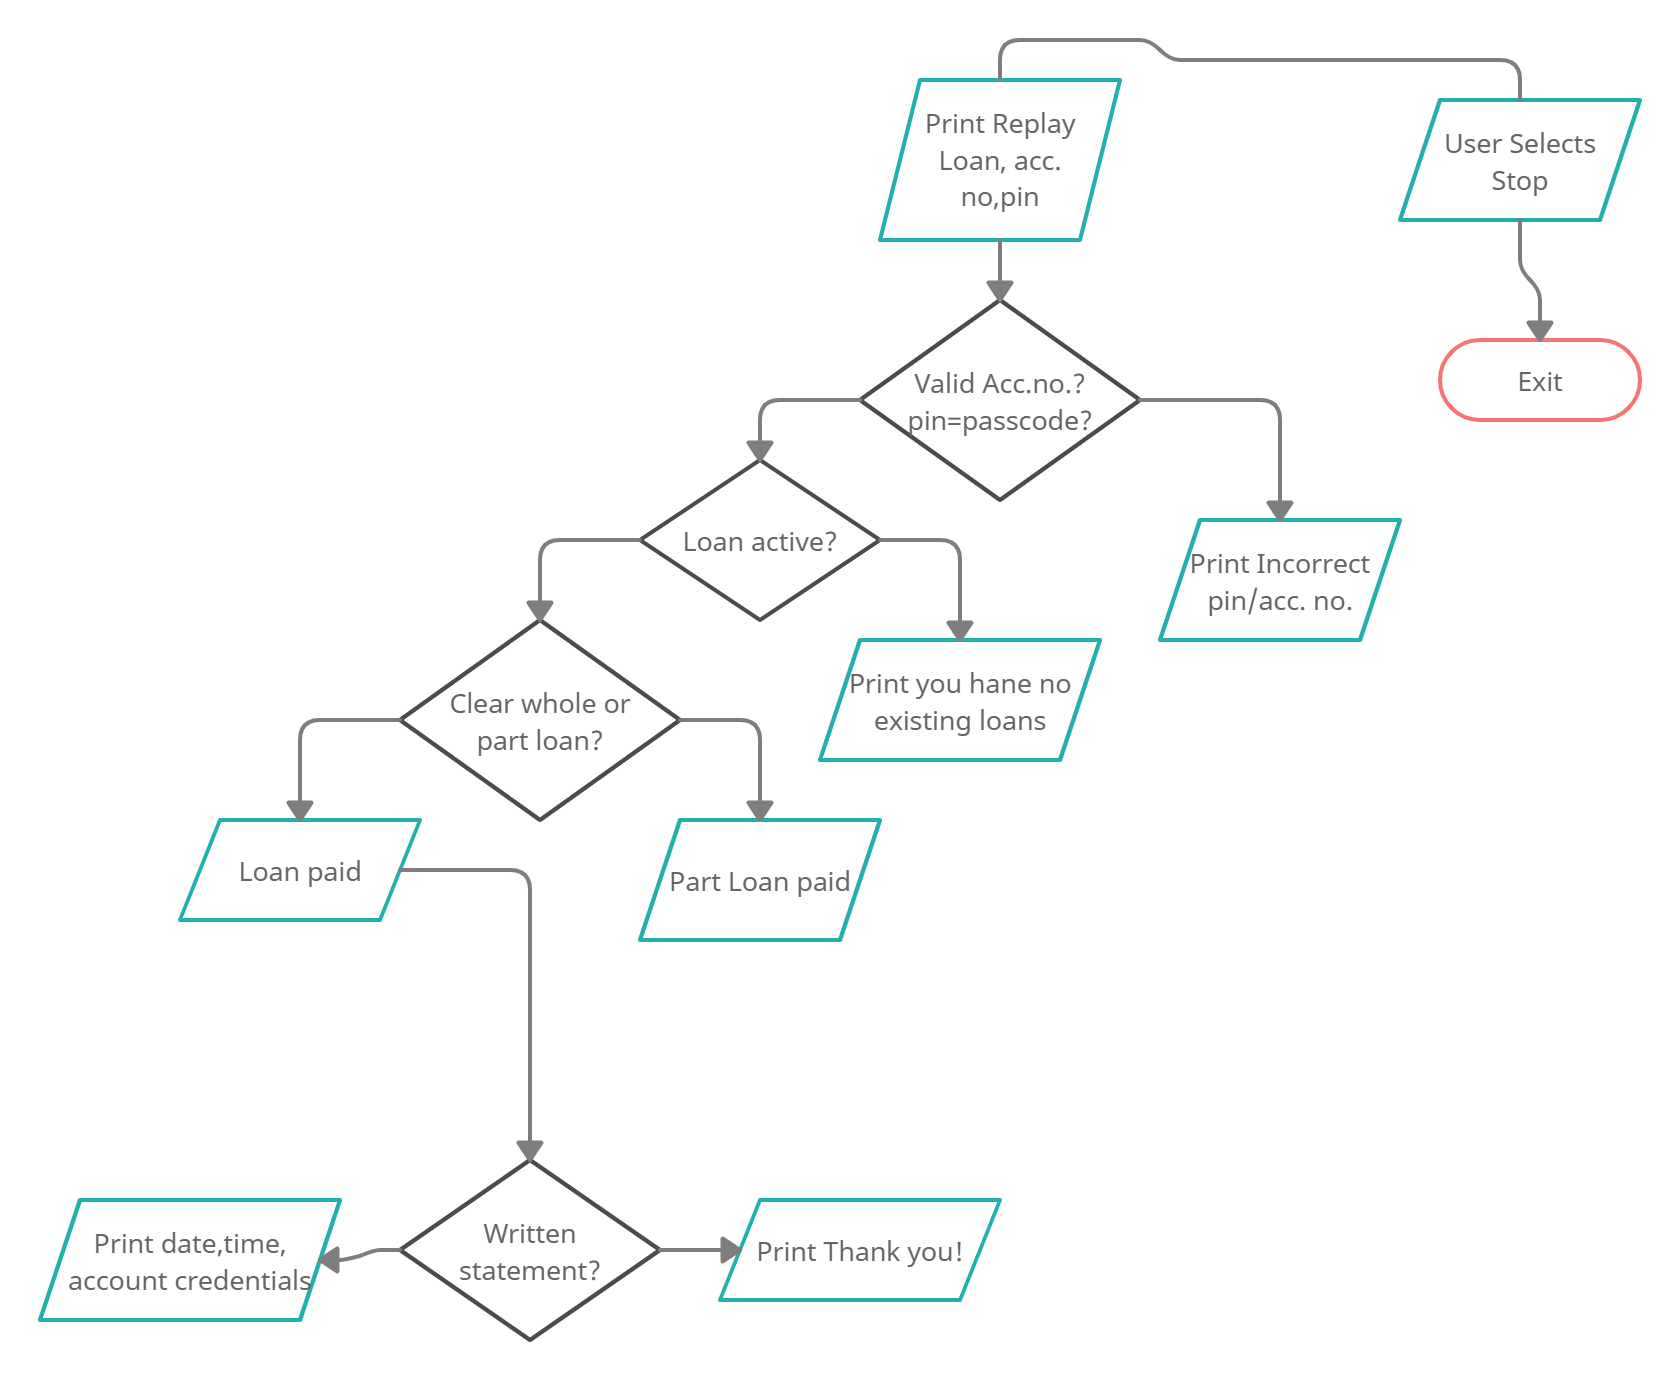 Print Replay
Loan, acc.
no,pin
User Selects
Stop
Valid Acc.no.?
pin=passcode?
Exit
Loan active?
Print Incorrect
pin/acc. no.
Clear whole or
part loan?
Print you hane no
existing loans
Loan paid
Part Loan paid
Written
statement?
Print date,time,
account credentials
Print Thank you!